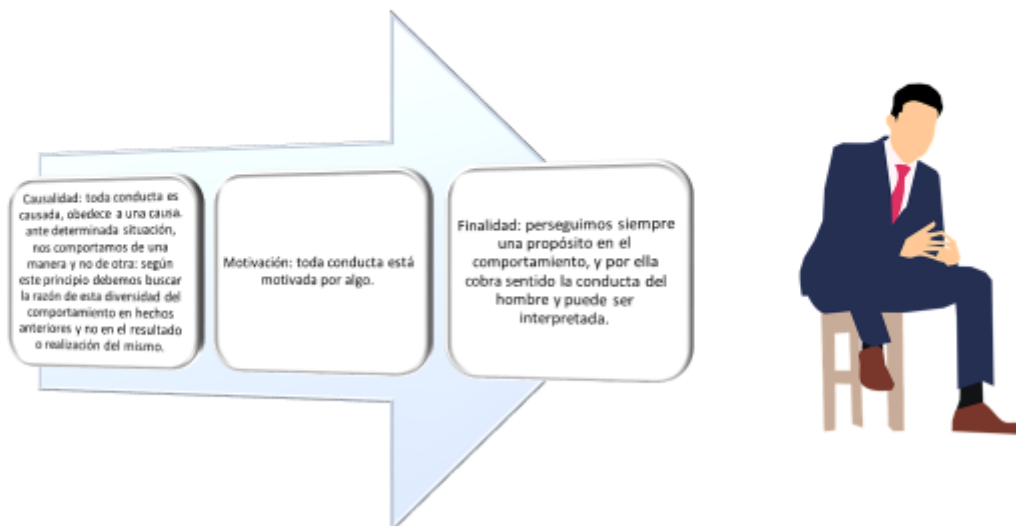 Causalidad: toda conducta es
causada, obedece a una causa.
ante determinada situación,
nos comportamos de una
manera y no de otra: según
este principio debemos buscar
la razón de esta diversidad del
comportamiento en hechos
anteriores y no en el resultado
o realización del mismo.
Motivación: toda conducta está
motivada por algo.
Finalidad: perseguimos siempre
una propósito en el
comportamiento, y por ella
cobra sentido la conducta del
hombre y puede ser
interpretada.